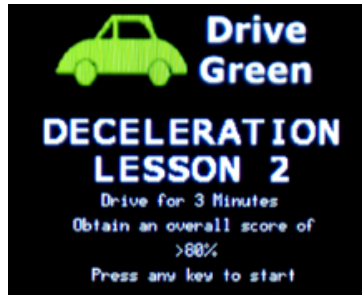 Drive
Green
DECELERATION
LESSON 2
Drive for 3 Minutes
Obtain an overall score of
>80%
Press any key to start